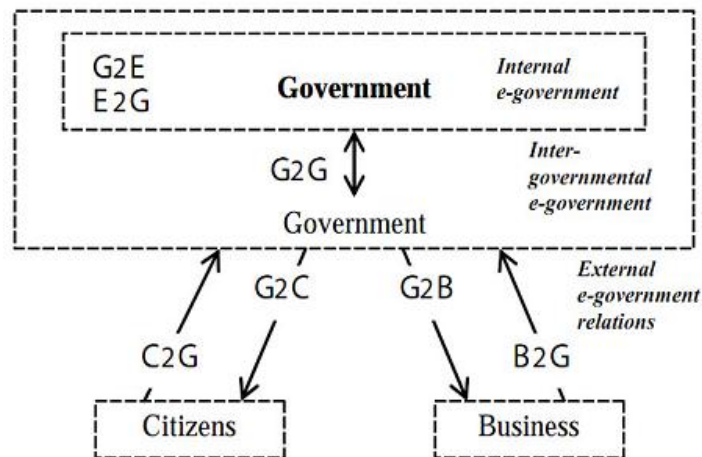 G2E
E2G
Government
Internal
e-government
G2G
Inter-
governmental
e-government
Government
G2C
G2B
External
e-government
relations
C2G
B2G
Citizens
Business